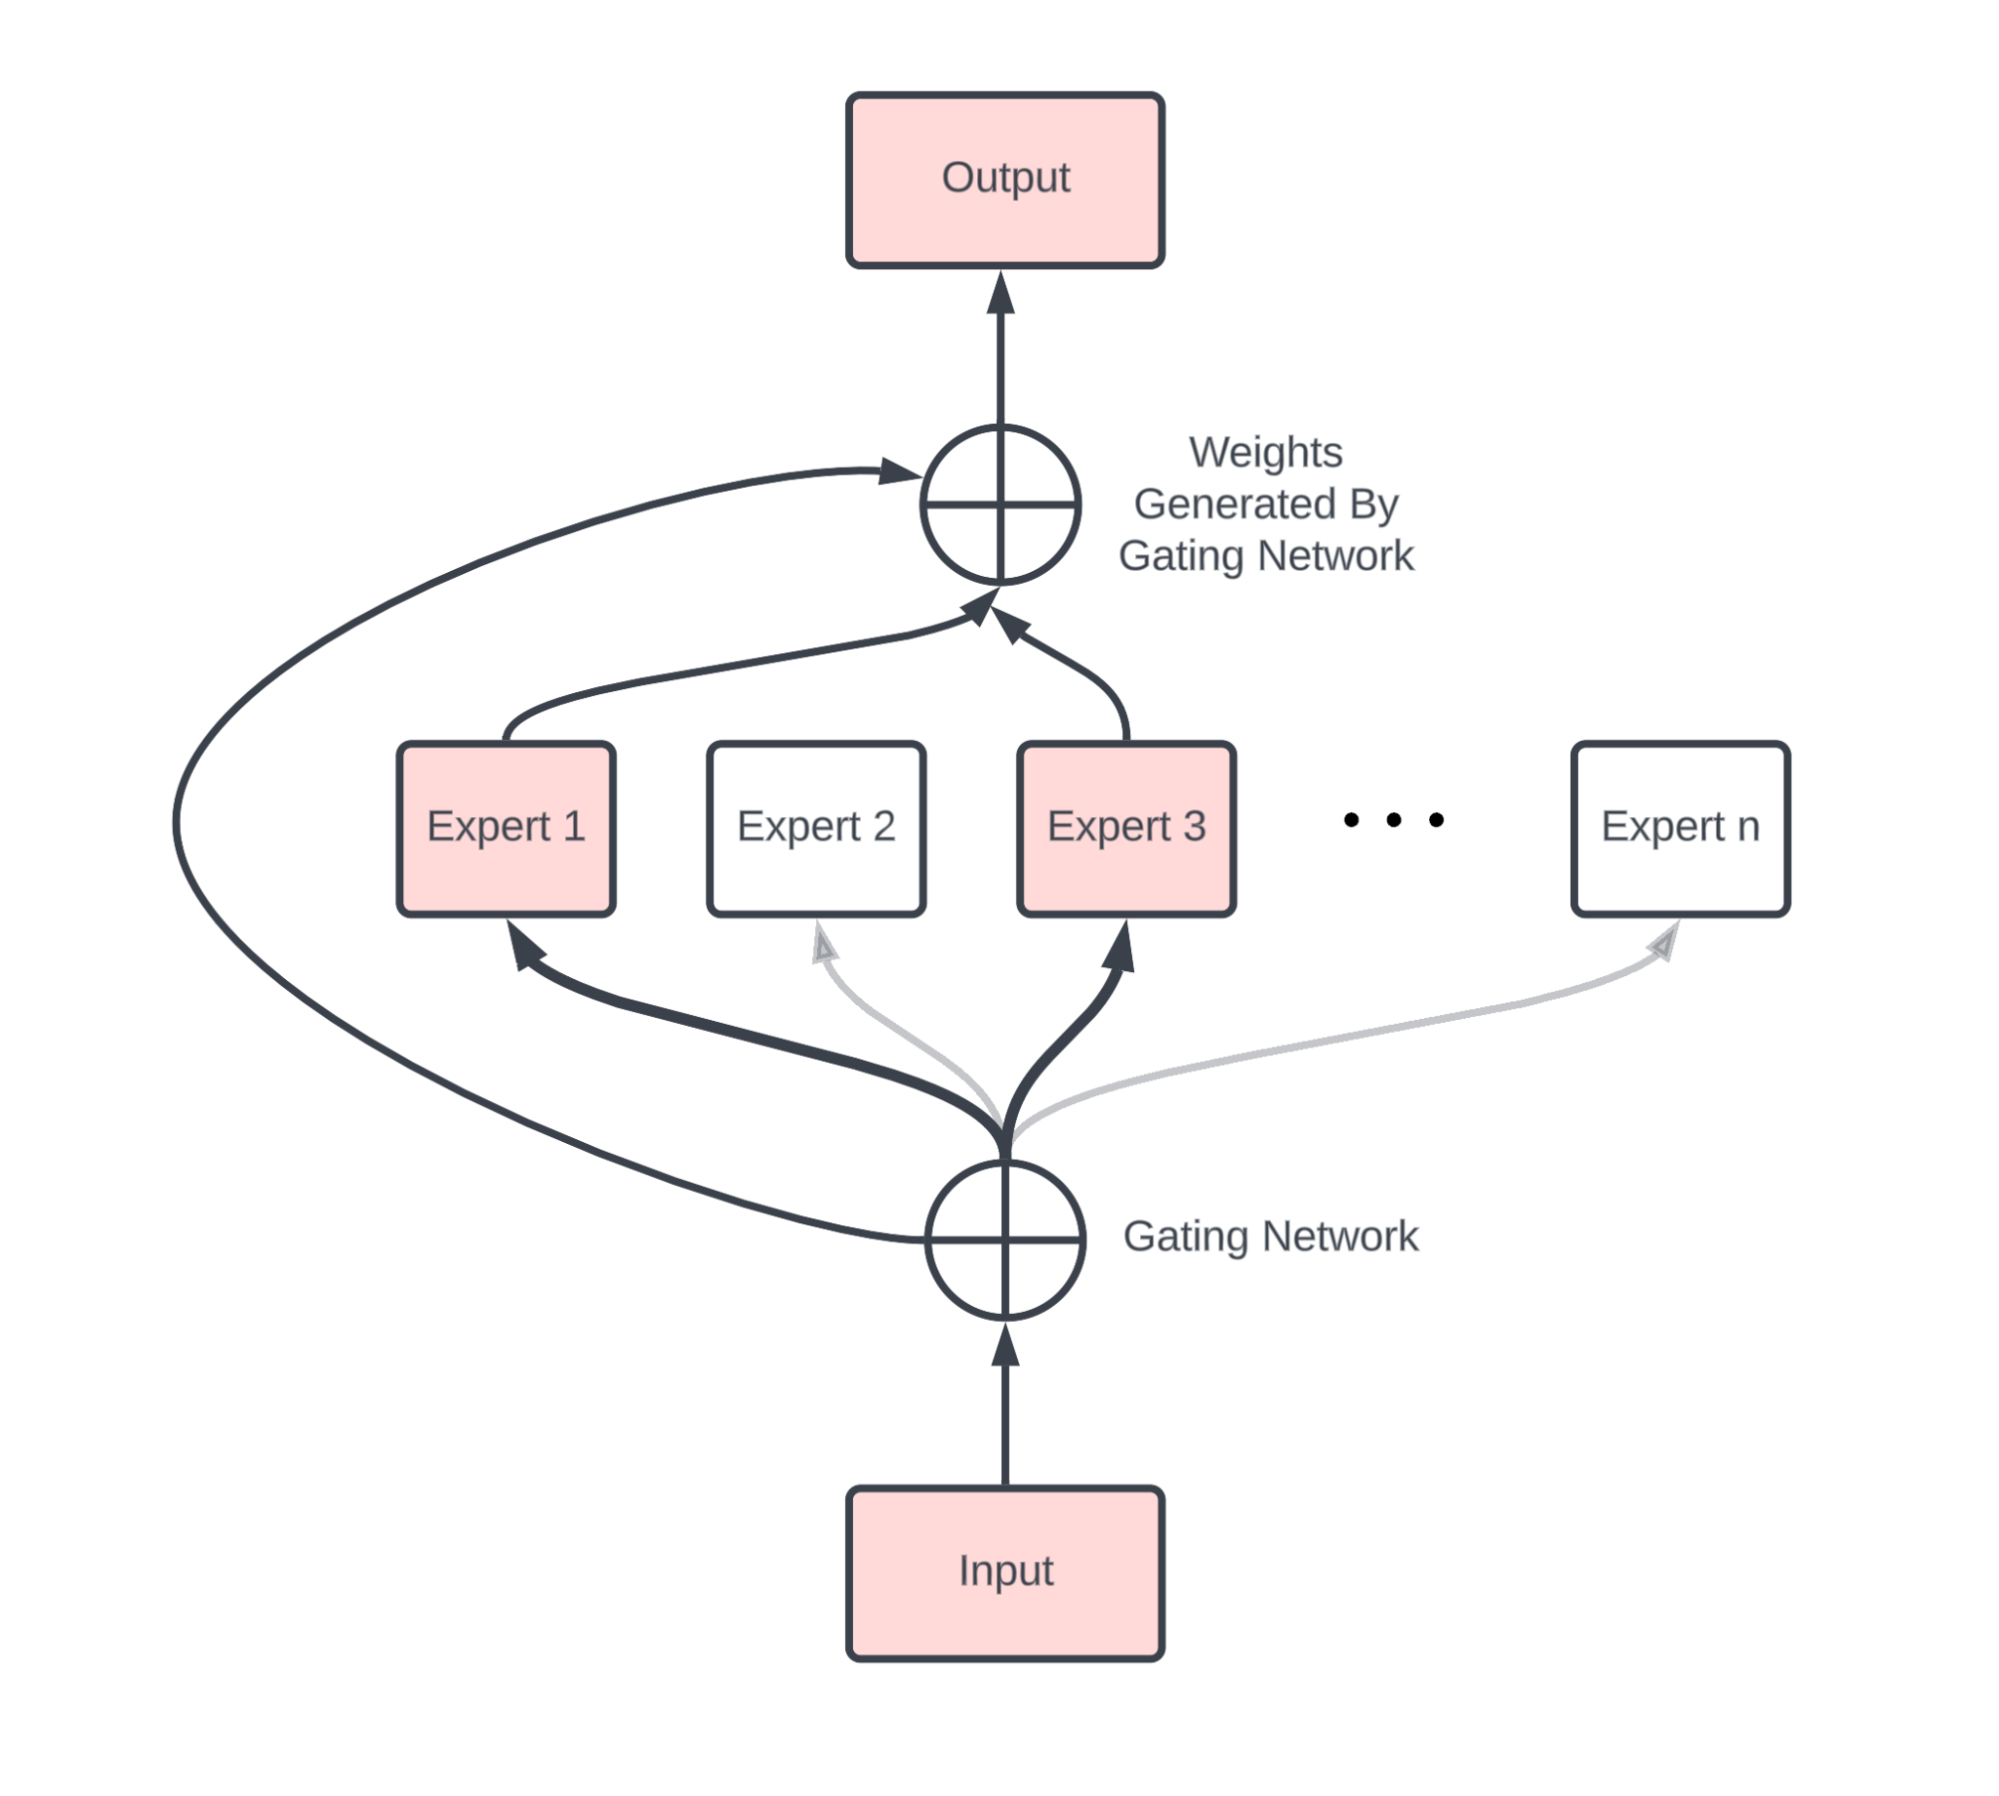 Output
Weights
Generated By
Gating Network
Expert 1
Expert 2
Expert 3
Expert n
Gating Network
Input